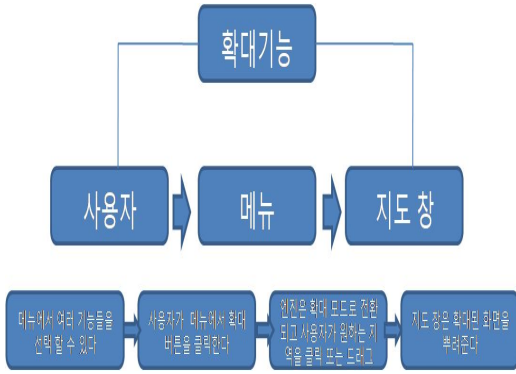 확대기능
사용자
메뉴
지도 창
메뉴에서 여러 기능들을
선택 할 수 있다
사용자가 메뉴에서 확대
버튼을 클릭한다
엔진은 확대 모드로 전환
되고 사용자가 원하는 지
역을 클릭 또는 드러그
지도 창은 확대된 화면을
뿌려준다